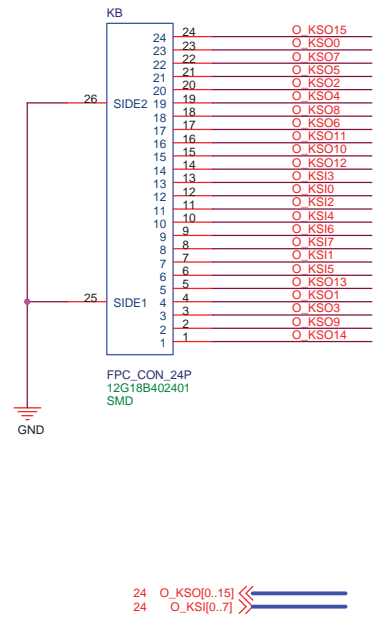 KB
24 24 O_KSO15
23 23 O_KSO0
22 22 O_KSO7
21 21 O_KSO5
20 20 O_KSO2
26 SIDE2 19 19 O_KSO4
18 18 O_KSO8
17 17 O_KSO6
16 16 O_KSO11
15 15 O_KSO10
14 14 O_KSO12
13 13 O_KSI3
12 12 O_KSI0
11 11 O_KSI2
10 10 O_KSI4
9 9 O_KSI6
8 8 O_KSI7
7 7 O_KSI1
6 6 O_KSI5
5 5 O_KSO13
25 SIDE1 4 4 O_KSO1
3 3 O_KSO3
2 2 O_KSO9
1 1 O_KSO14
FPC_CON_24P
12G18B402401
SMD
GND
24 O_KSO[0..15]
24 O_KSI[0..7]